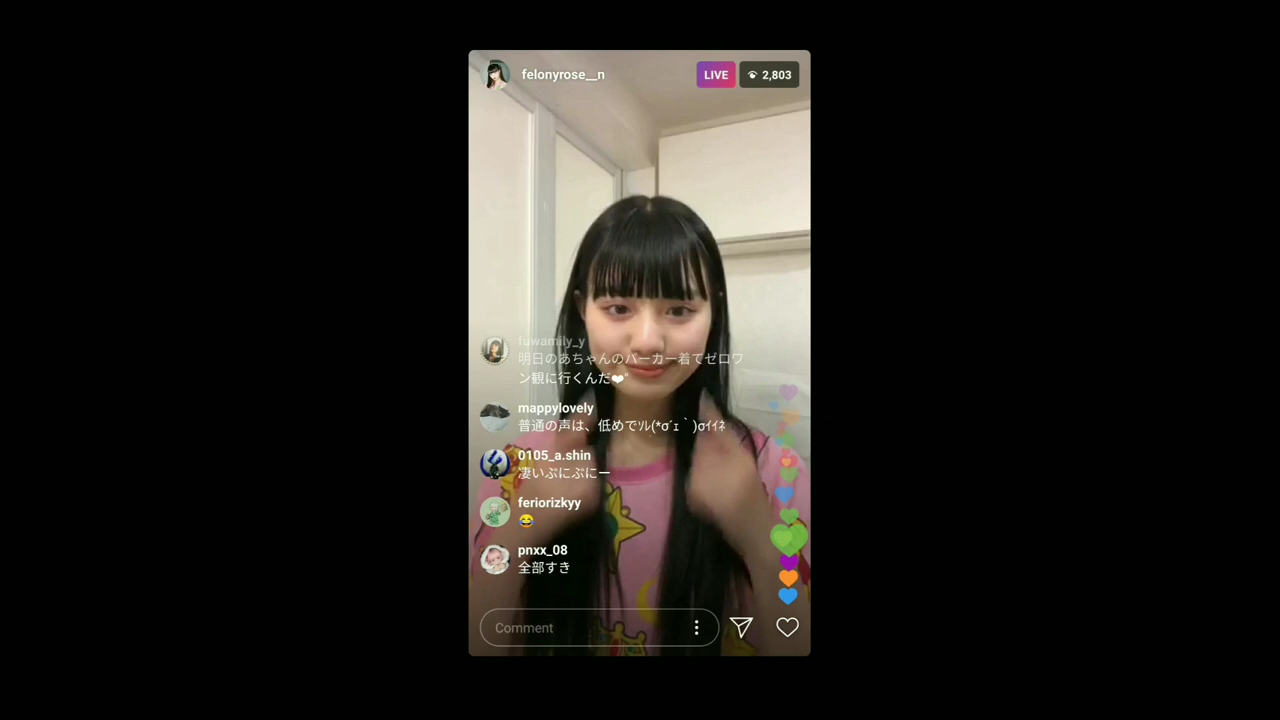 felonyrose__n
LIVE
2,803
fuwamily_y
明日のあちゃんのパーカー着てゼロワ
ン観に行くんだ❤"
mappylovely
普通の声は、低めでｿﾚ(*σ´ｪ｀)σｲｲﾈ
0105_a.shin
凄いぷにぷにー
feriorizkyy
😂
pnxx_08
全部すき
Comment